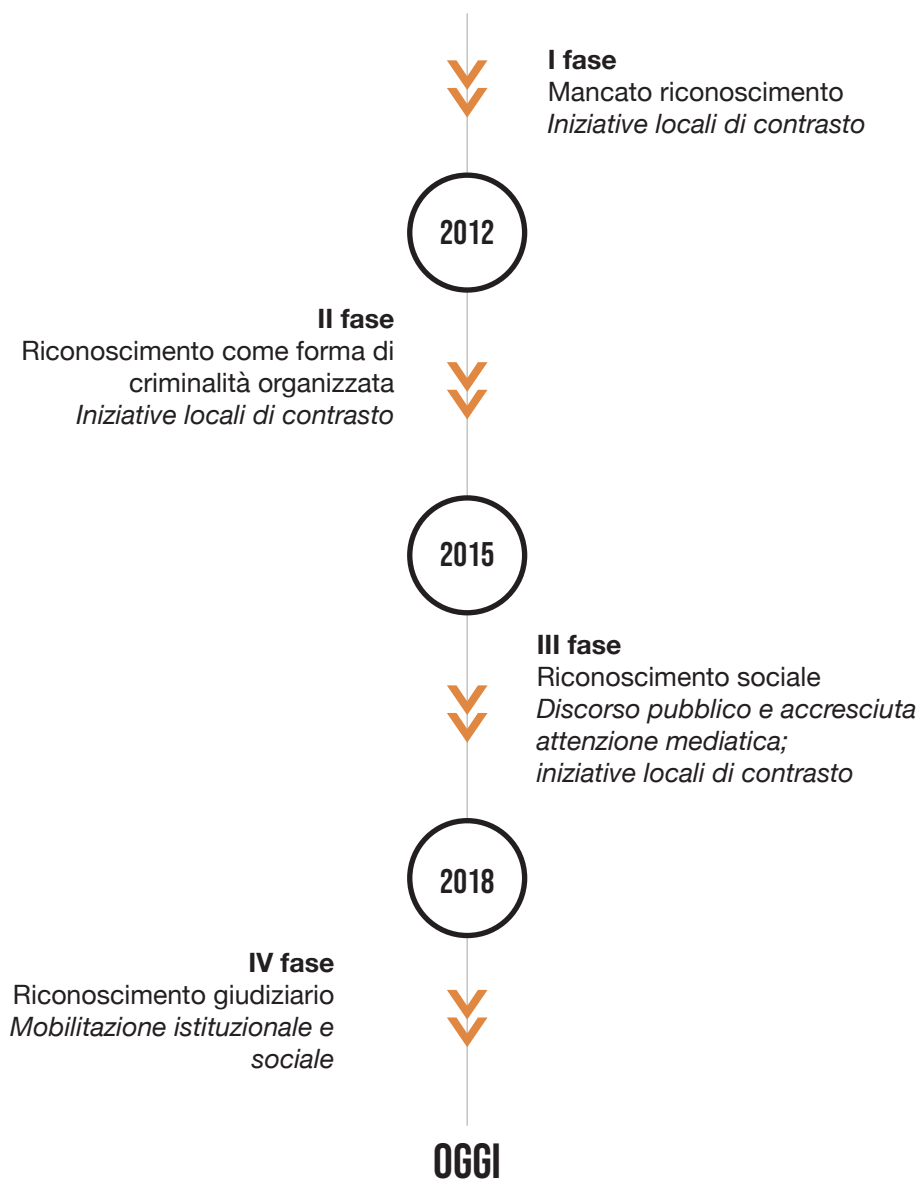 I fase
Mancato riconoscimento
Iniziative locali di contrasto
2012
II fase
Riconoscimento come forma di
criminalità organizzata
Iniziative locali di contrasto
2015
III fase
Riconoscimento sociale
Discorso pubblico e accresciuta
attenzione mediatica;
iniziative locali di contrasto
2018
IV fase
Riconoscimento giudiziario
Mobilitazione istituzionale e
sociale
OGGI